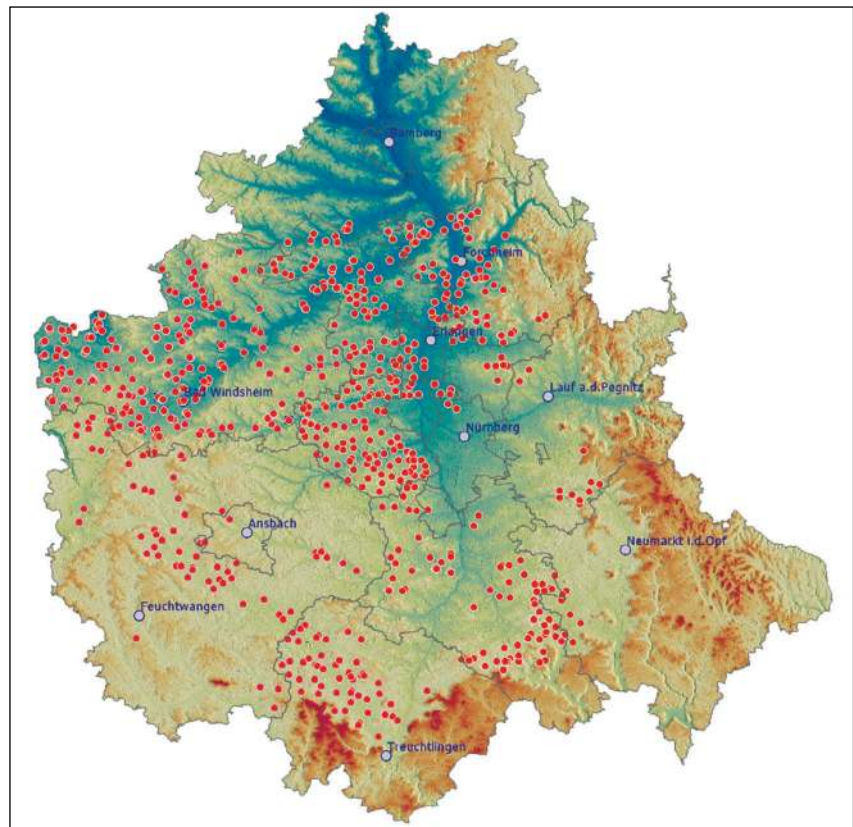 Bamberg
Forchheim
Erlangen
Bad Windsheim
Lauf a.d.Pegnitz
Nürnberg
Ansbach
Neumarkt i.d.Opf
Feuchtwangen
Treuchtlingen